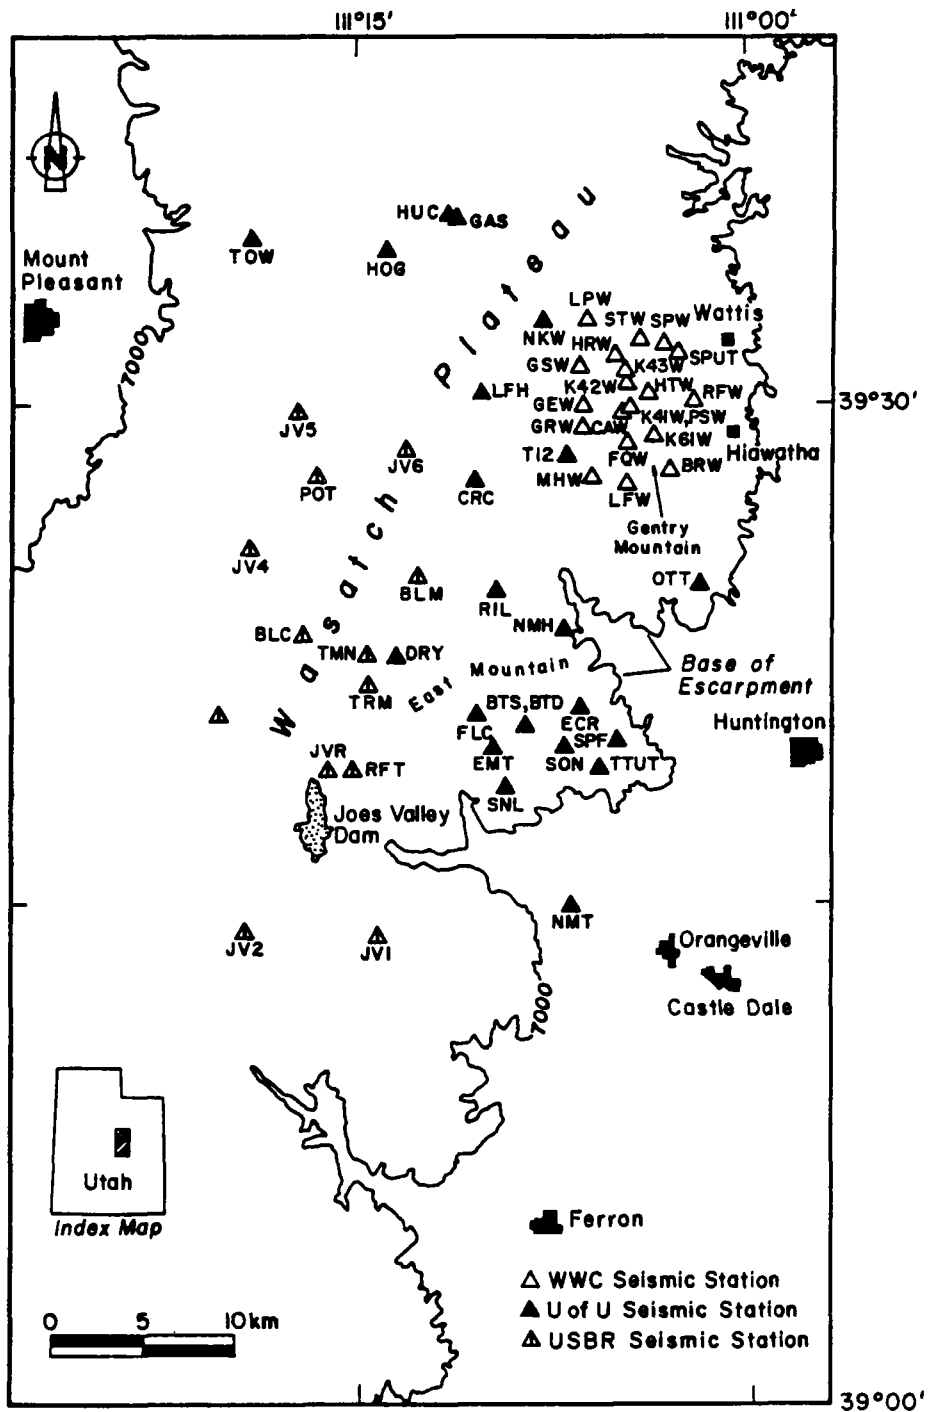 111°15'
111°00'
N
HUC
GAS
TOW
HOG
Mount
Pleasant
7000
Wasatch Plateau
LPW
NKW
STW
SPW
Wattis
HRW
SPUT
GSW
K43W
K42W
HTW
RFW
LFH
GEW
K41W,PSW
39°30'
JV5
GRW
CAW
K61W
Hiawatha
JV6
T12
FQW
BRW
POT
CRC
MHW
LFW
Gentry
Mountain
JV4
BLM
RIL
OTT
NMH
BLC
TMN
DRY
East Mountain
Base of
Escarpment
TRM
BTS,BTD
FLC
ECR
Huntington
SPF
EMT
SON
TTUT
JVR
RFT
SNL
Joes Valley
Dam
NMT
JV2
JV1
Orangeville
7000
Castle Dale
Utah
Index Map
Ferron
WWC Seismic Station
U of U Seismic Station
USBR Seismic Station
0 5 10 km
39°00'